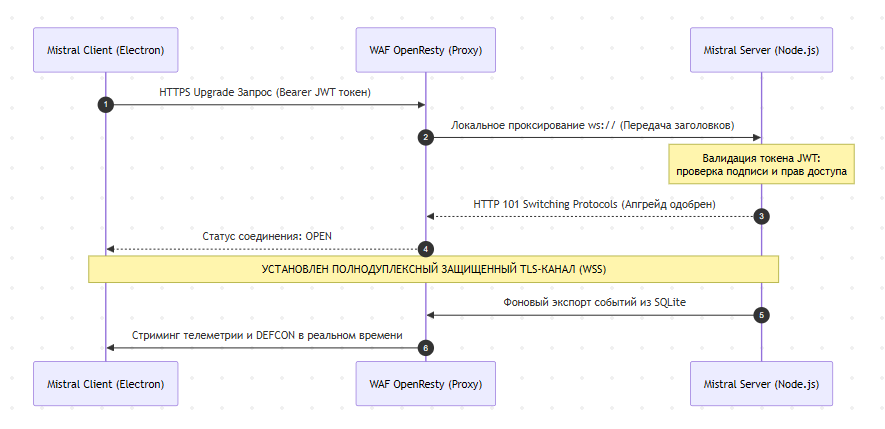 Mistral Client (Electron)
WAF OpenResty (Proxy)
Mistral Server (Node.js)
1
HTTPS Upgrade Запрос (Bearer JWT токен)
2
Локальное проксирование ws:// (Передача заголовков)
Валидация токена JWT:
проверка подписи и прав доступа
HTTP 101 Switching Protocols (Апгрейд одобрен)
3
Статус соединения: OPEN
4
УСТАНОВЛЕН ПОЛНОДУПЛЕКСНЫЙ ЗАЩИЩЕННЫЙ TLS-КАНАЛ (WSS)
Фоновый экспорт событий из SQLite
5
Стриминг телеметрии и DEFCON в реальном времени
6
Mistral Client (Electron)
WAF OpenResty (Proxy)
Mistral Server (Node.js)